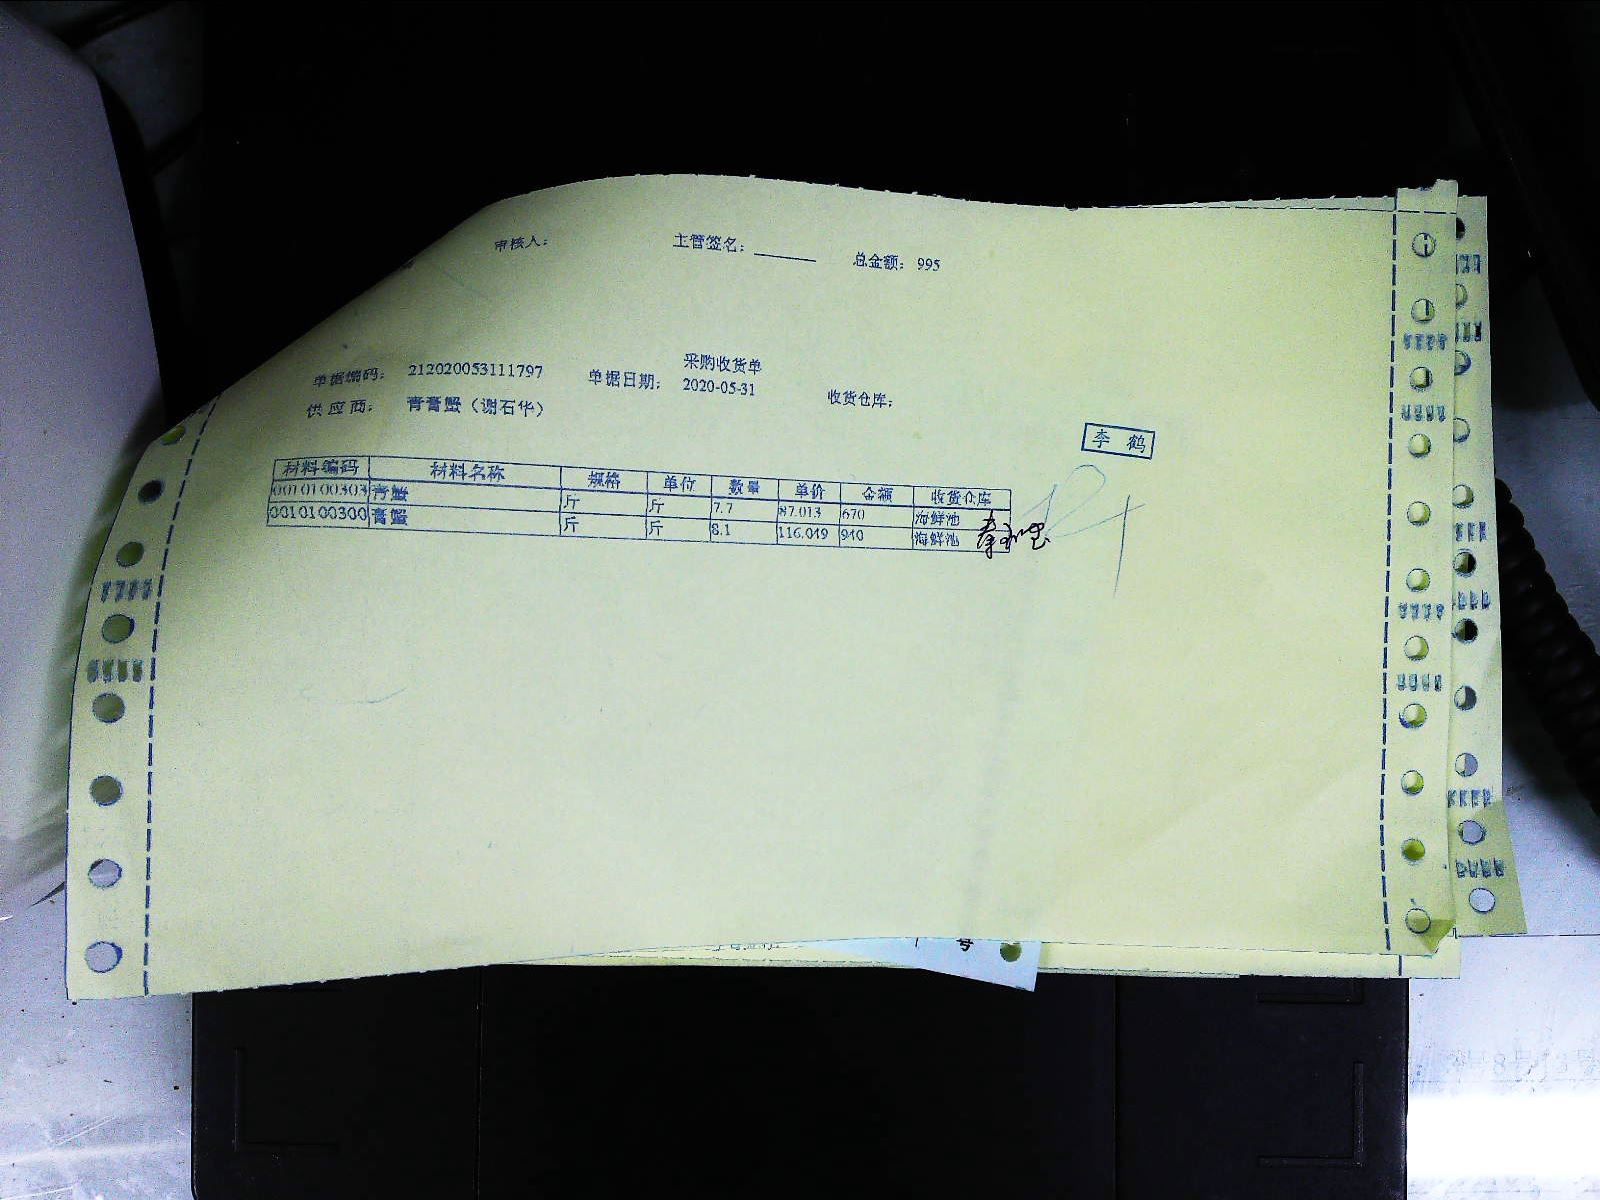 审核人： 主管签名：______ 总金额：995
采购收货单
单据编码： 212020053111797 单据日期： 2020-05-31 收货仓库：
供应商： 青膏蟹（谢石华）
李鹤
材料编码 材料名称 规格 单位 数量 单价 金额 收货仓库
0010100303 青蟹 斤 斤 7.7 87.013 670 海鲜池
0010100300 膏蟹 斤 斤 8.1 116.049 940 海鲜池